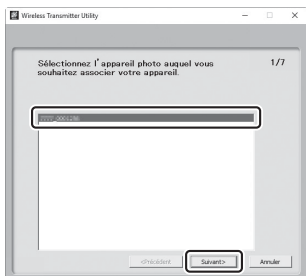 Wireless Transmitter Utility
Sélectionnez l'appareil photo auquel vous
souhaitez associer votre appareil.
1/7
<Précédent
Suivant>
Annuler